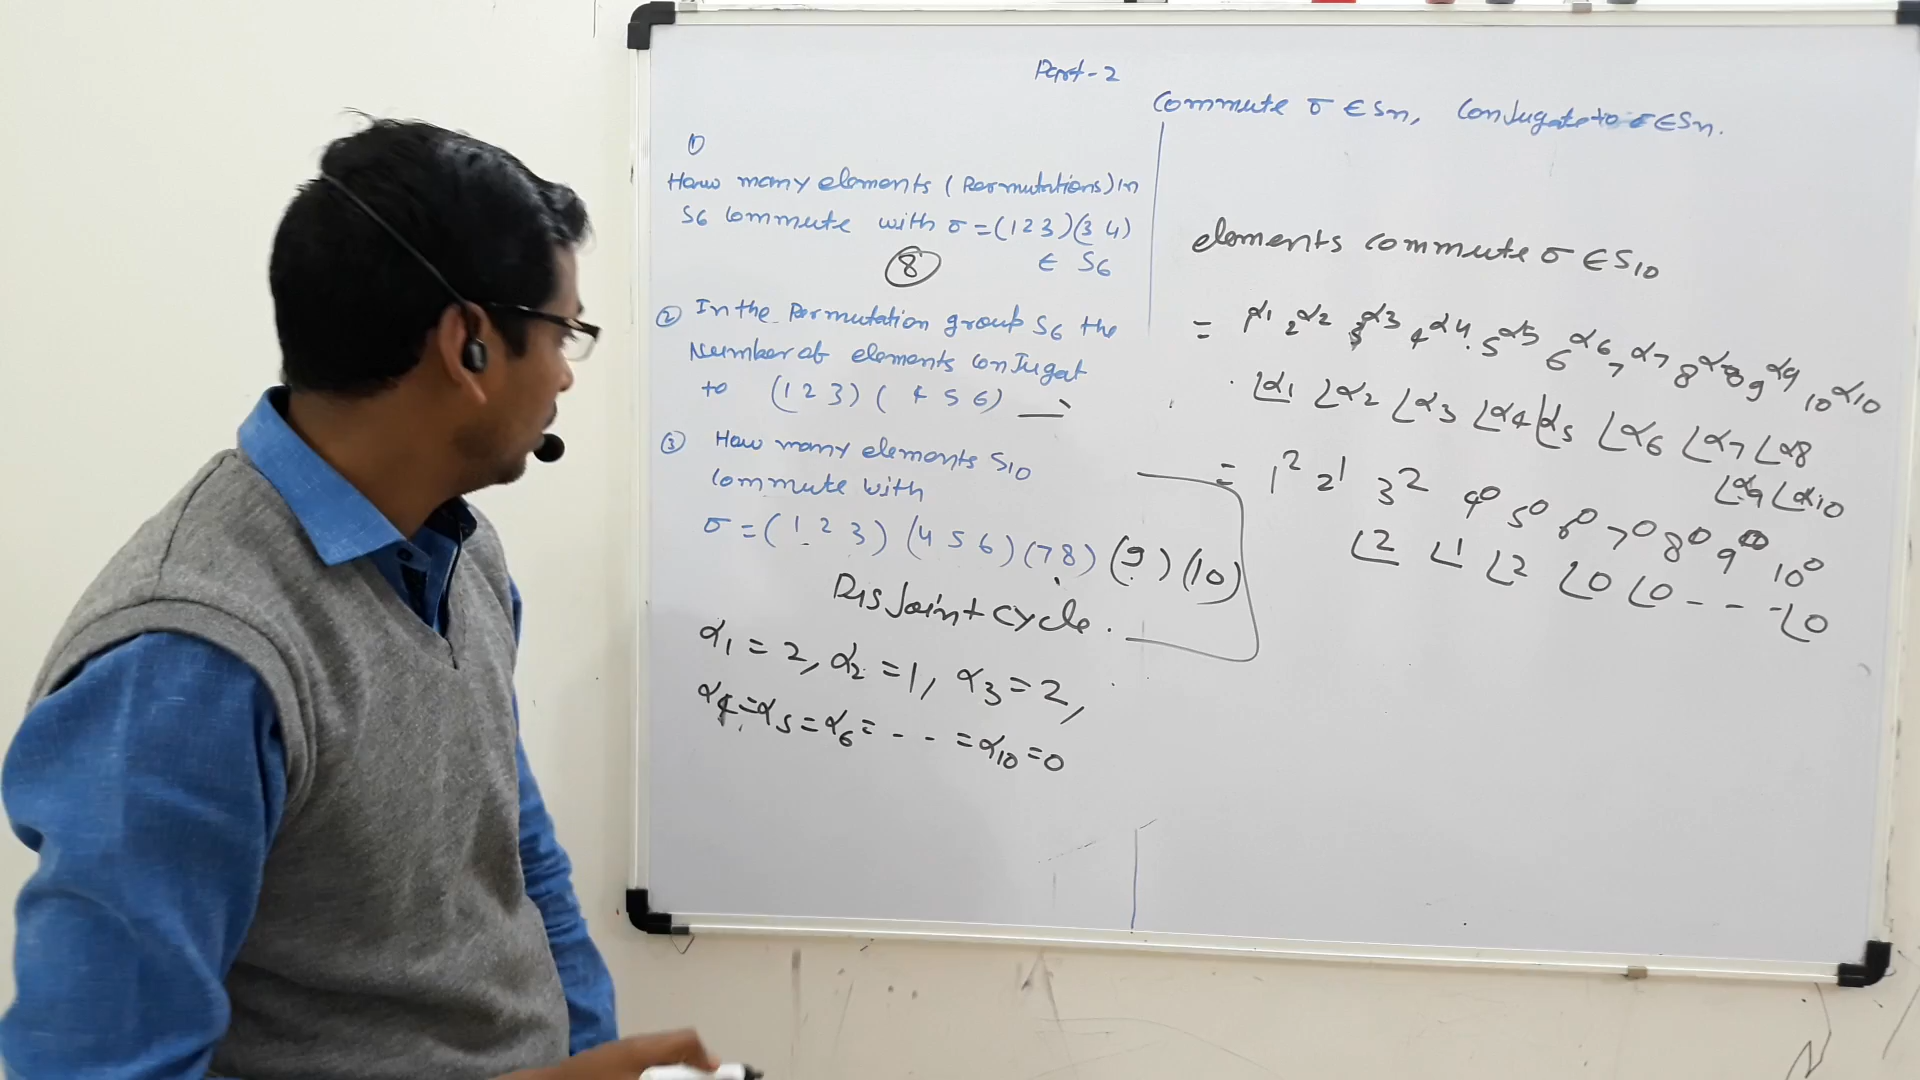 Part-2
Commute σ ∈ Sn, Conjugate to σ ∈ Sn.
①
How many elements (Permutations) in
S6 Commute with σ = (1 2 3)(3 4)
∈ S6
8
② In the Permutation group S6 the
Number of elements conjugat
to (1 2 3) ( 4 5 6) __
③ How many elements S10
Commute with
σ = ( 1 2 3) (4 5 6) (7 8) (9) (10)
Disjoint cycle.
α1 = 2, α2 = 1, α3 = 2,
α4 = α5 = α6 = - - = α10 = 0
elements commute σ ∈ S10
= 1^α1 2^α2 3^α3 4^α4 . 5^α5 6^α6 7^α7 8^α8 9^α9 10^α10
∟α1 ∟α2 ∟α3 ∟α4 ∟α5 ∟α6 ∟α7 ∟α8
∟α9 ∟α10
= 1^2 2^1 3^2 4^0 5^0 6^0 7^0 8^0 9^0 10^0
∟2 ∟1 ∟2 ∟0 ∟0 - - - ∟0